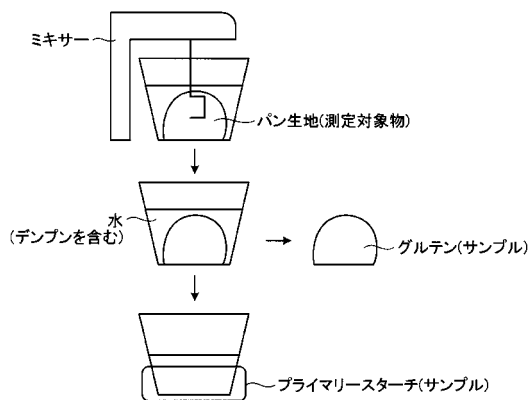 ミキサー
パン生地(測定対象物)
水
(デンプンを含む)
グルテン(サンプル)
プライマリースターチ(サンプル)